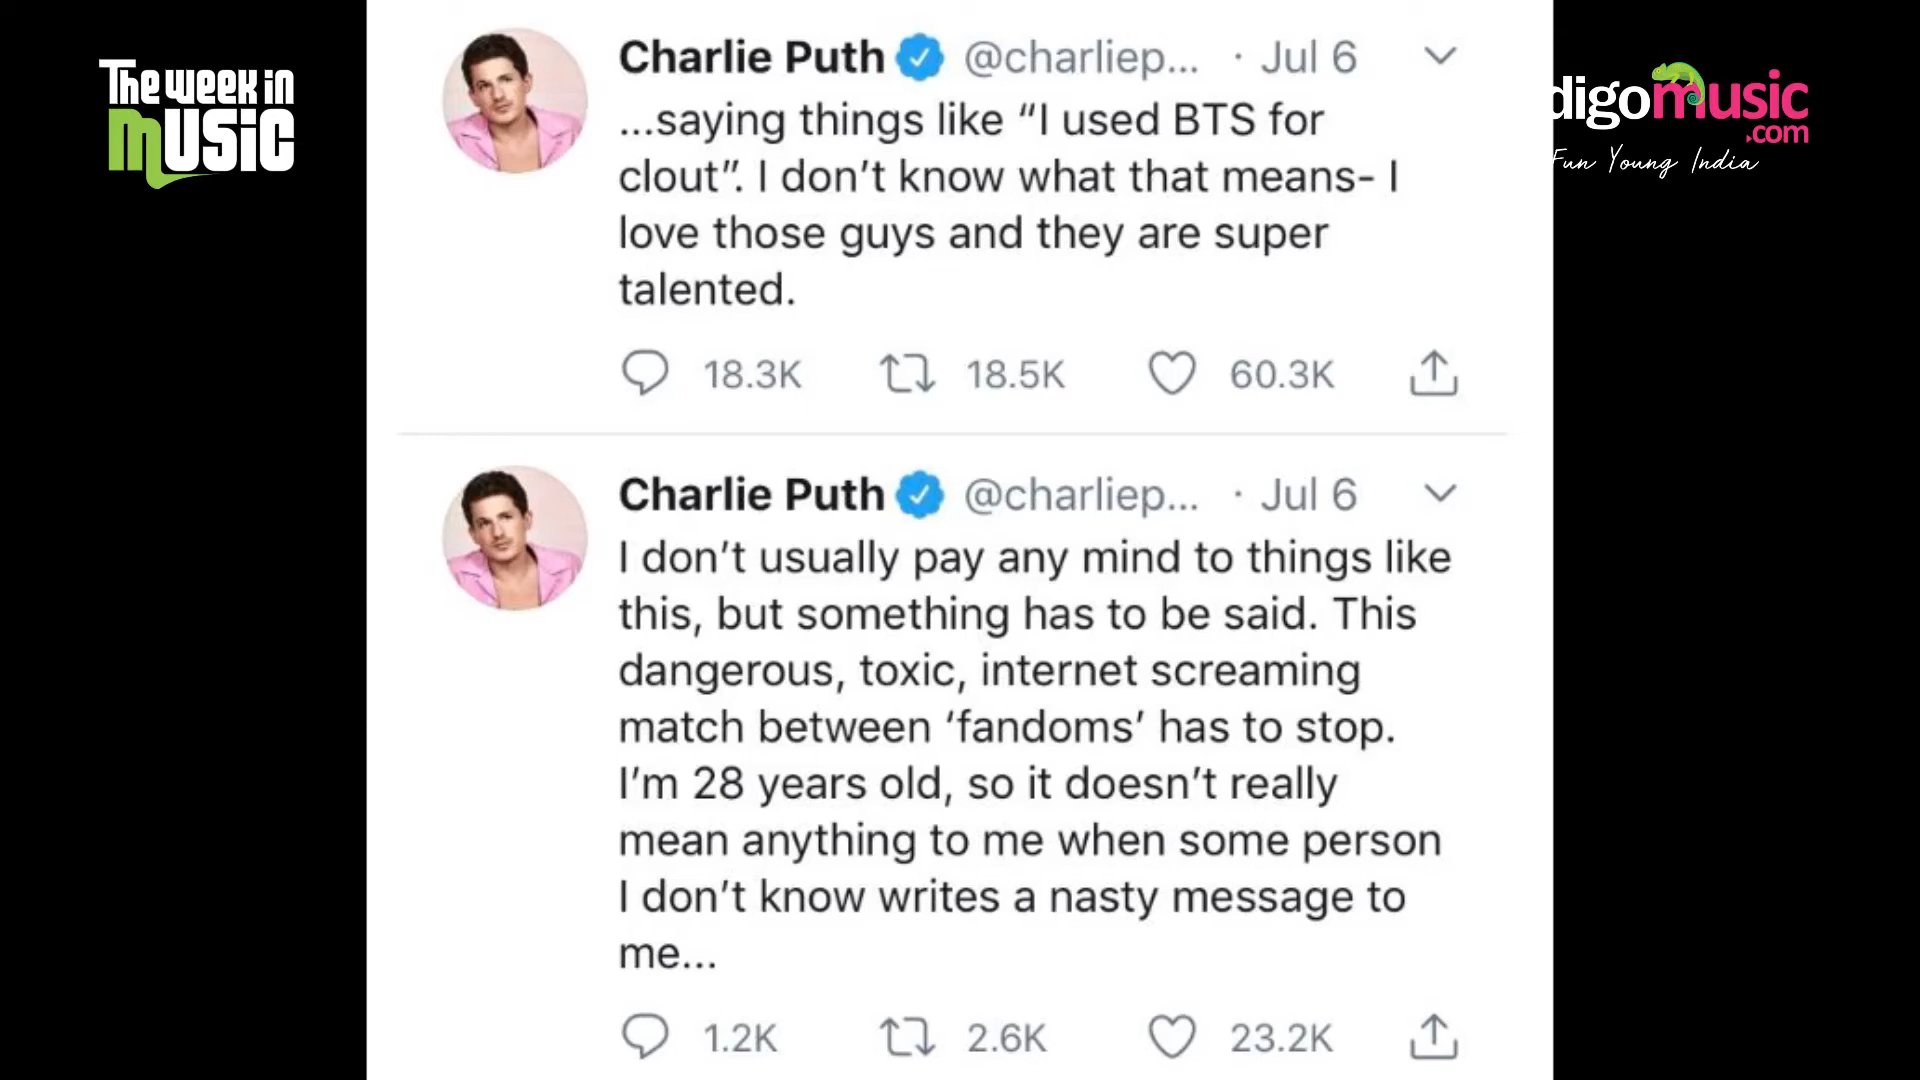 The week in
music
Charlie Puth @charliep... · Jul 6
...saying things like “I used BTS for
clout”. I don’t know what that means- I
love those guys and they are super
talented.
18.3K 18.5K 60.3K
Charlie Puth @charliep... · Jul 6
I don’t usually pay any mind to things like
this, but something has to be said. This
dangerous, toxic, internet screaming
match between ‘fandoms’ has to stop.
I’m 28 years old, so it doesn’t really
mean anything to me when some person
I don’t know writes a nasty message to
me...
1.2K 2.6K 23.2K
digomusic
.com
Fun Young India